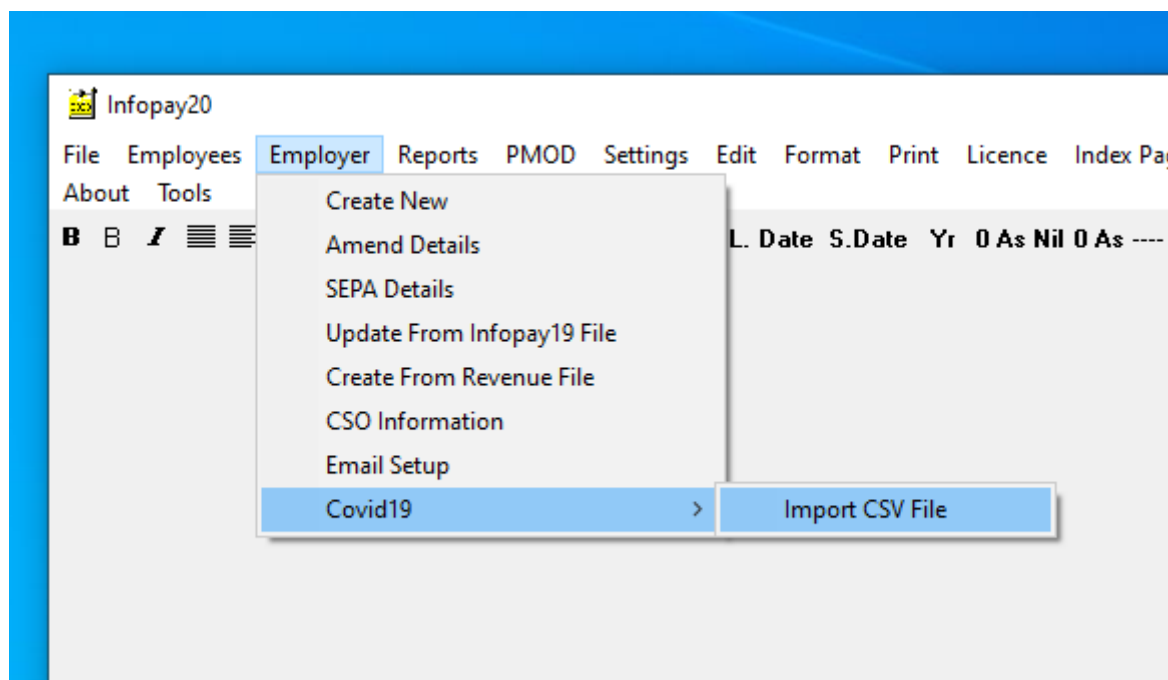 Infopay20
File Employees Employer Reports PMOD Settings Edit Format Print Licence Index Pag
About Tools
B B I L. Date S.Date Yr 0 As Nil 0 As ----
Create New
Amend Details
SEPA Details
Update From Infopay19 File
Create From Revenue File
CSO Information
Email Setup
Covid19 > Import CSV File